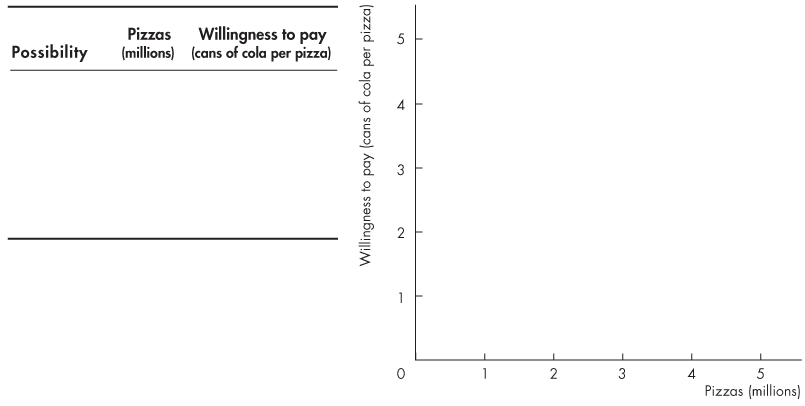 Possibility
Pizzas
(millions)
Willingness to pay
(cans of cola per pizza)
Willingness to pay (cans of cola per pizza)
5
4
3
2
1
0 1 2 3 4 5
Pizzas (millions)